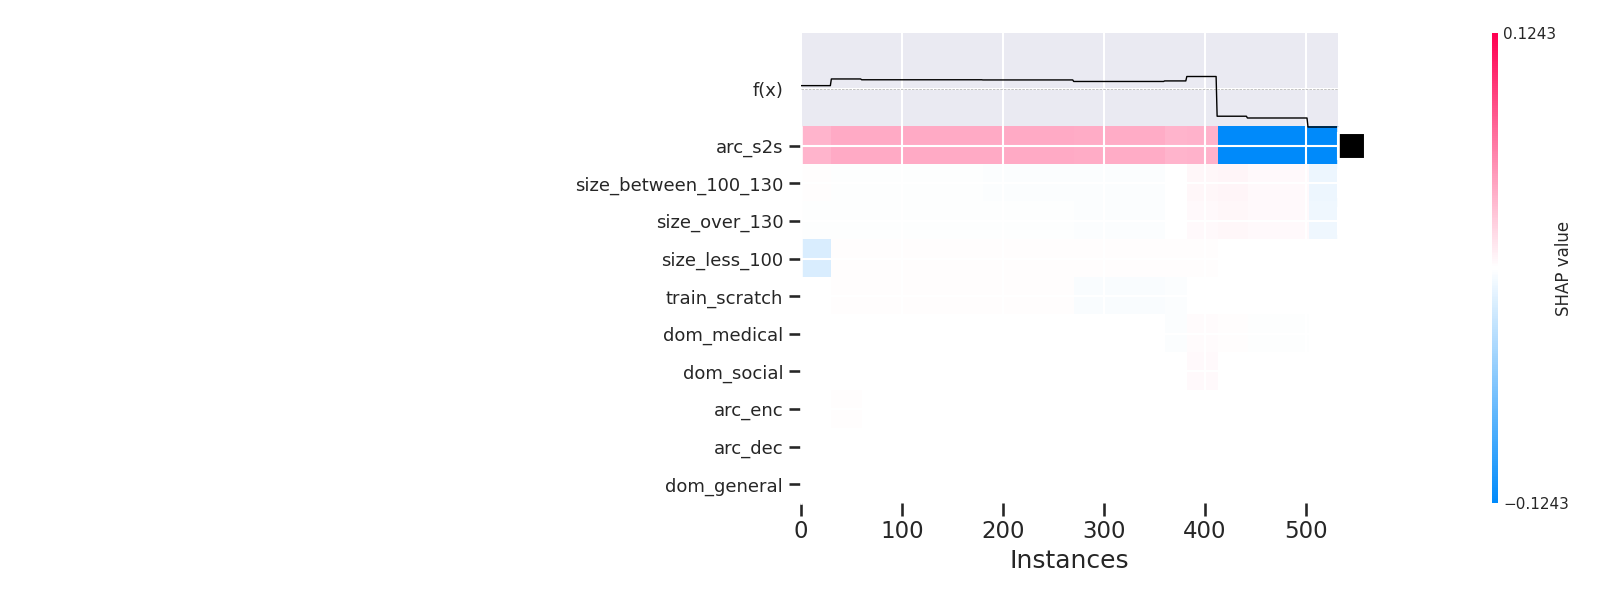 0.1243
f(x)
arc_s2s
size_between_100_130
size_over_130
size_less_100
train_scratch
dom_medical
dom_social
arc_enc
arc_dec
dom_general
SHAP value
−0.1243
0 100 200 300 400 500
Instances